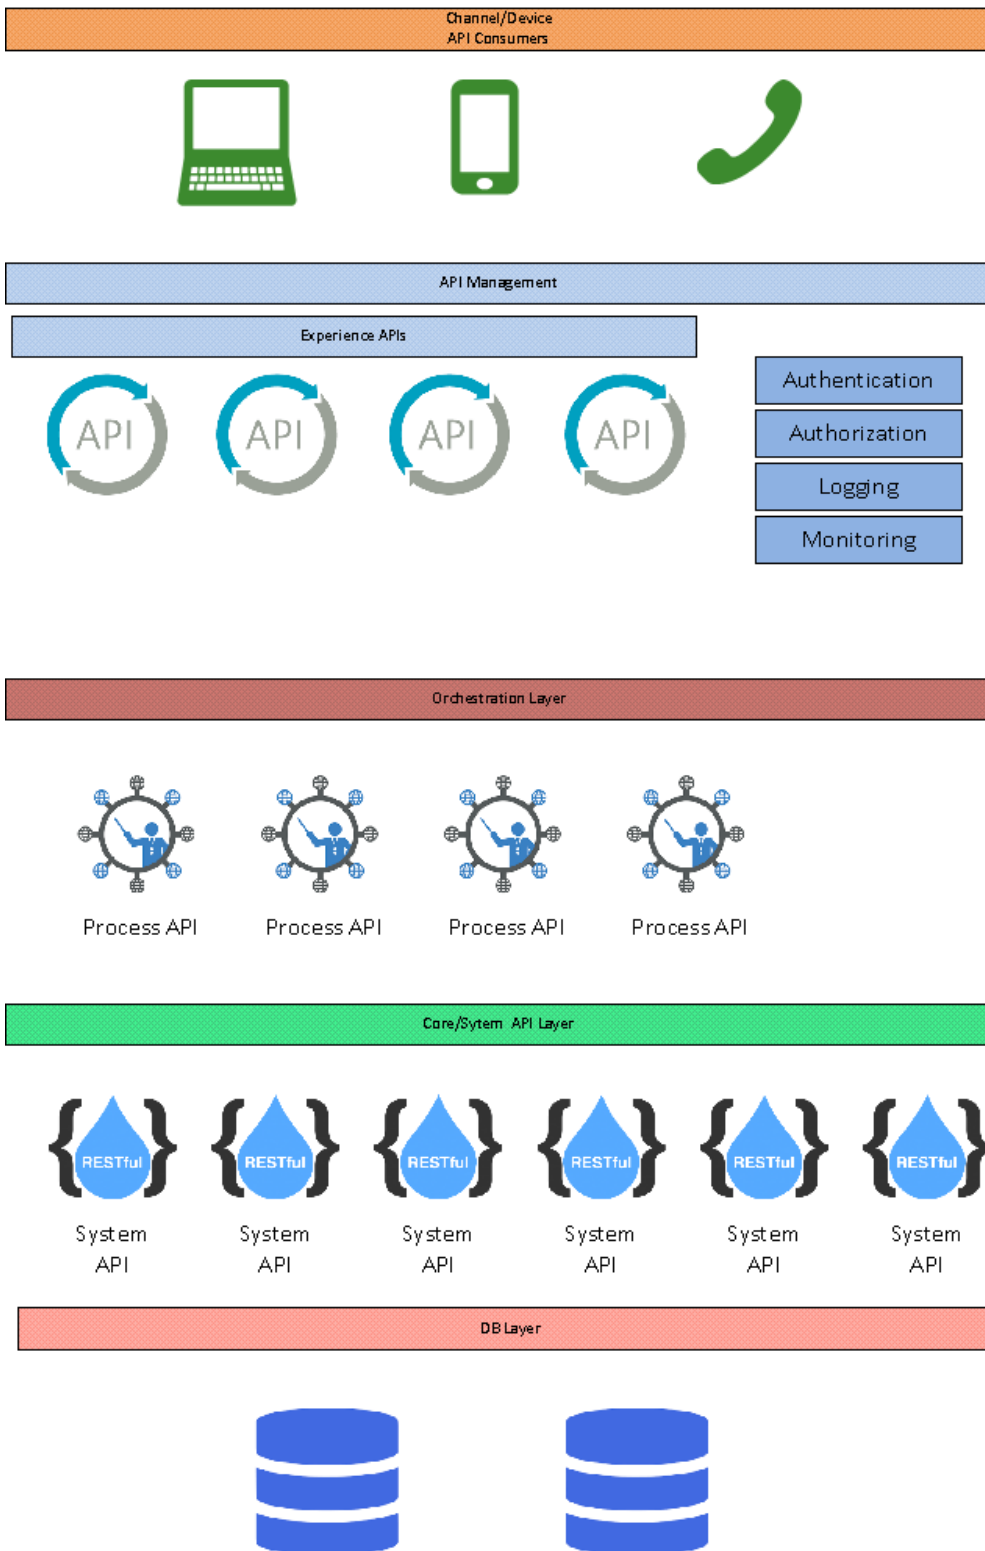 Channel/Device
API Consumers
API Management
Experience APIs
API API API API
Authentication
Authorization
Logging
Monitoring
Orchestration Layer
Process API Process API Process API Process API
Core/Sytem API Layer
RESTful RESTful RESTful RESTful RESTful RESTful
System System System System System System
API API API API API API
DB Layer